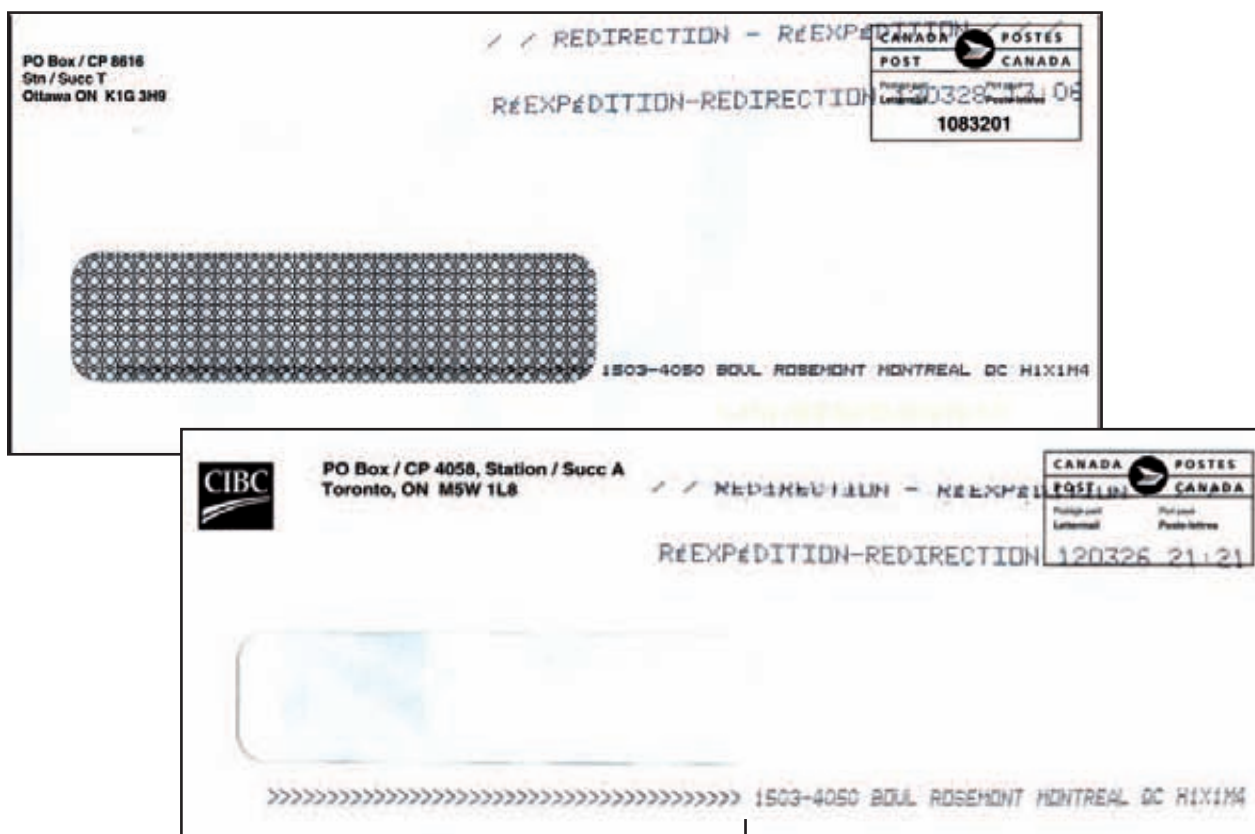 PO Box / CP 8616
Stn / Succ T
Ottawa ON K1G 3H9
/ / REDIRECTION - RÉEXPÉDITION / / /
CANADA POSTES
POST CANADA
RÉEXPÉDITION-REDIRECTION
1083201
1503-4050 BOUL ROSEMONT MONTREAL QC H1X1M4
CIBC
PO Box / CP 4058, Station / Succ A
Toronto, ON M5W 1L8
/ / REDIRECTION - RÉEXPÉDITION
CANADA POSTES
POST CANADA
Postage paid Port payé
Lettermail Poste-lettres
RÉEXPÉDITION-REDIRECTION 120326 21:21
>>>>>>>>>>>>>>>>>>>>>>>>>>>>>>>>>>>>>>>> 1503-4050 BOUL ROSEMONT MONTREAL QC H1X1M4